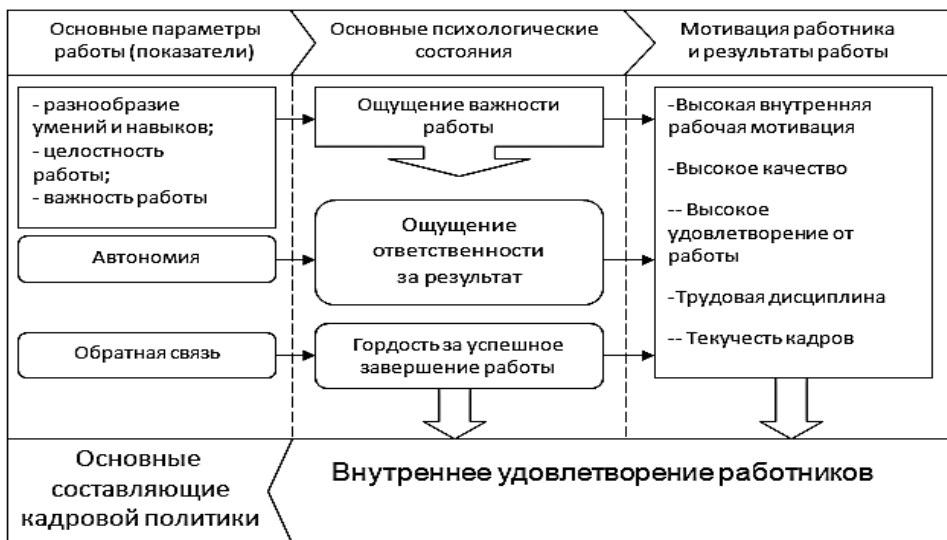 Основные параметры
работы (показатели)
Основные психологические
состояния
Мотивация работника
и результаты работы
- разнообразие
умений и навыков;
- целостность
работы;
- важность работы
Ощущение важности
работы
-Высокая внутренняя
рабочая мотивация
-Высокое качество
-- Высокое
удовлетворение от
работы
-Трудовая дисциплина
-- Текучесть кадров
Автономия
Ощущение
ответственности
за результат
Обратная связь
Гордость за успешное
завершение работы
Основные
составляющие
кадровой политики
Внутреннее удовлетворение работников